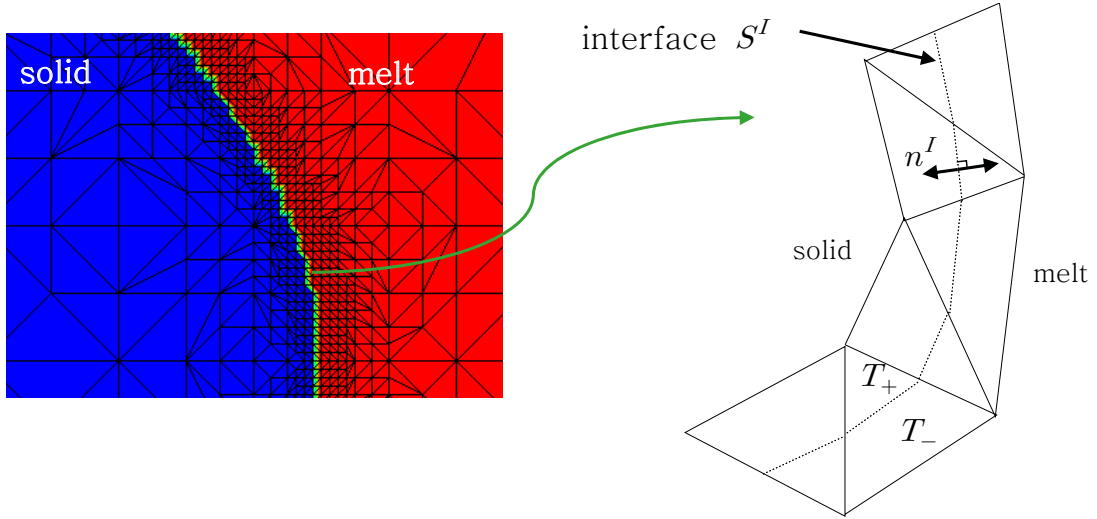 solid
melt
interface $S^I$
$n^I$
solid
melt
$T_+$
$T_-$